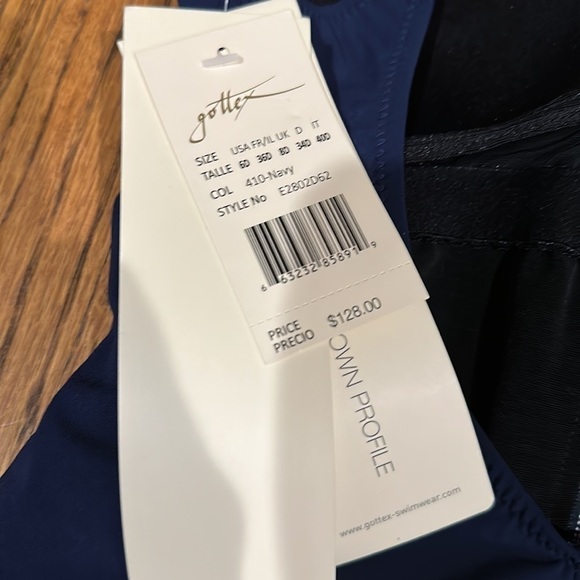 gottex
SIZE USA FR/IL UK D IT
TALLE 6D 36D 8D 34D 40D
COL 410-Navy
STYLE No E2802D62
6 63232 85891 9
PRICE
PRECIO $128.00
OWN PROFILE
www.gottex-swimwear.com